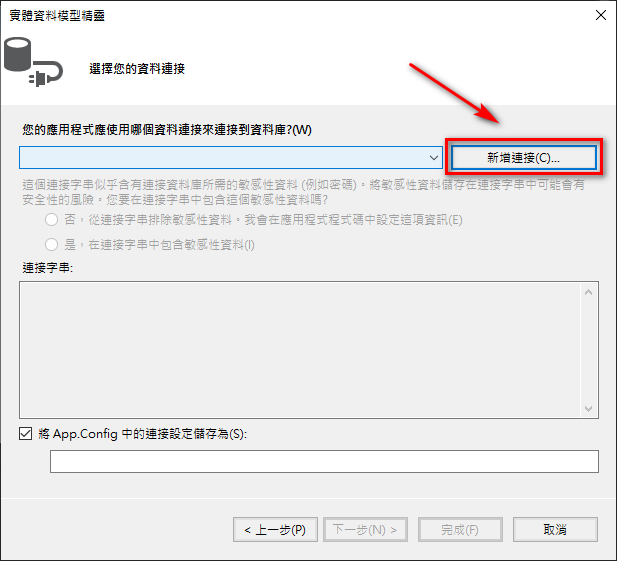 實體資料模型精靈
選擇您的資料連接
您的應用程式應使用哪個資料連接來連接到資料庫?(W)
新增連接(C)...
這個連接字串似乎含有連接資料庫所需的敏感性資料 (例如密碼)。將敏感性資料儲存在連接字串中可能會有
安全性的風險。您要在連接字串中包含這個敏感性資料嗎?
否，從連接字串排除敏感性資料。我會在應用程式程式碼中設定這項資訊(E)
是，在連接字串中包含敏感性資料(I)
連接字串:
將 App.Config 中的連接設定儲存為(S):
< 上一步(P)
下一步(N) >
完成(F)
取消